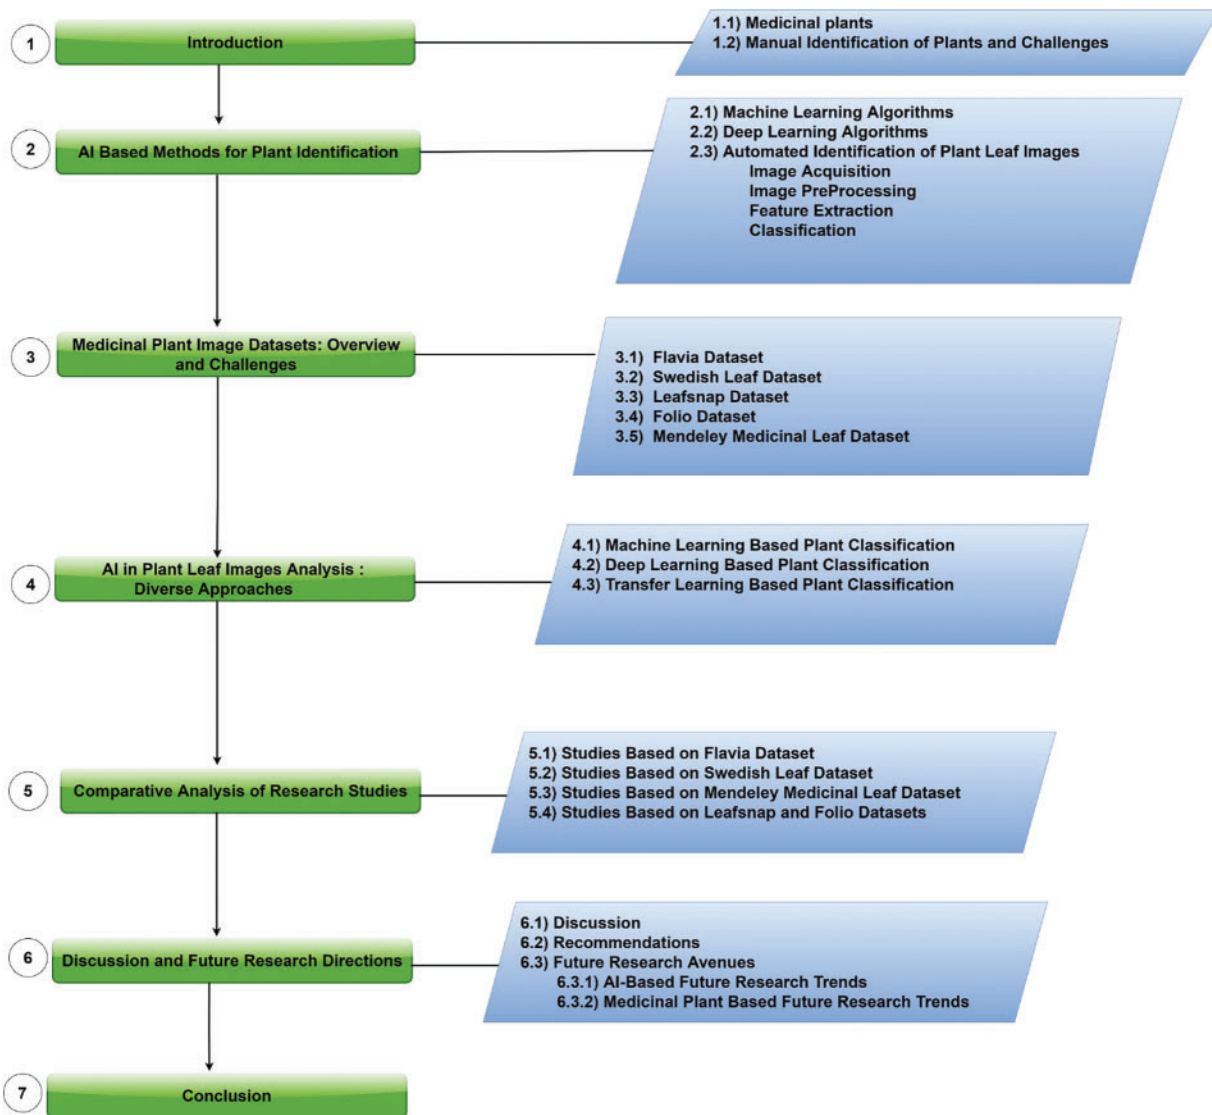 1
Introduction
1.1) Medicinal plants
1.2) Manual Identification of Plants and Challenges
2
AI Based Methods for Plant Identification
2.1) Machine Learning Algorithms
2.2) Deep Learning Algorithms
2.3) Automated Identification of Plant Leaf Images
Image Acquisition
Image PreProcessing
Feature Extraction
Classification
3
Medicinal Plant Image Datasets: Overview
and Challenges
3.1) Flavia Dataset
3.2) Swedish Leaf Dataset
3.3) Leafsnap Dataset
3.4) Folio Dataset
3.5) Mendeley Medicinal Leaf Dataset
4
AI in Plant Leaf Images Analysis :
Diverse Approaches
4.1) Machine Learning Based Plant Classification
4.2) Deep Learning Based Plant Classification
4.3) Transfer Learning Based Plant Classification
5
Comparative Analysis of Research Studies
5.1) Studies Based on Flavia Dataset
5.2) Studies Based on Swedish Leaf Dataset
5.3) Studies Based on Mendeley Medicinal Leaf Dataset
5.4) Studies Based on Leafsnap and Folio Datasets
6
Discussion and Future Research Directions
6.1) Discussion
6.2) Recommendations
6.3) Future Research Avenues
6.3.1) AI-Based Future Research Trends
6.3.2) Medicinal Plant Based Future Research Trends
7
Conclusion